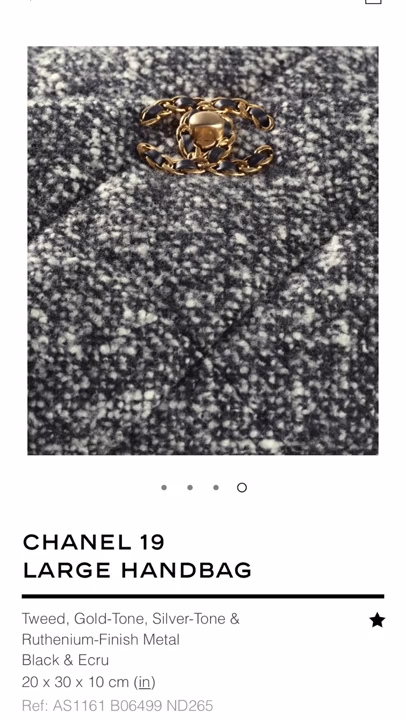 CHANEL 19
LARGE HANDBAG
Tweed, Gold-Tone, Silver-Tone &
Ruthenium-Finish Metal
Black & Ecru
20 x 30 x 10 cm (in)
Ref: AS1161 B06499 ND265